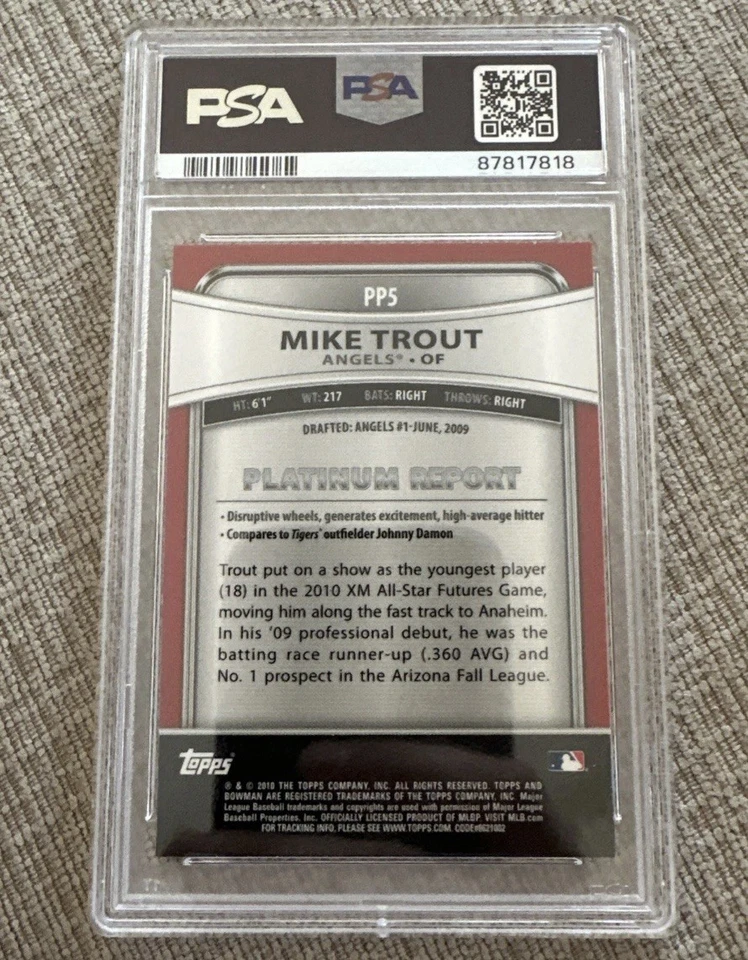 PSA PSA
87817818
PP5
MIKE TROUT
ANGELS® • OF
HT: 6'1" WT: 217 BATS: RIGHT THROWS: RIGHT
DRAFTED: ANGELS #1-JUNE, 2009
PLATINUM REPORT
• Disruptive wheels, generates excitement, high-average hitter
• Compares to Tigers' outfielder Johnny Damon
Trout put on a show as the youngest player
(18) in the 2010 XM All-Star Futures Game,
moving him along the fast track to Anaheim.
In his '09 professional debut, he was the
batting race runner-up (.360 AVG) and
No. 1 prospect in the Arizona Fall League.
Topps
® & © 2010 THE TOPPS COMPANY, INC. ALL RIGHTS RESERVED. TOPPS AND
BOWMAN ARE REGISTERED TRADEMARKS OF THE TOPPS COMPANY, INC. Major
League Baseball trademarks and copyrights are used with permission of Major League
Baseball Properties, Inc. OFFICIALLY LICENSED PRODUCT OF MLBP. VISIT MLB.com
FOR TRACKING INFO, PLEASE SEE WWW.TOPPS.COM. CODE#8621002